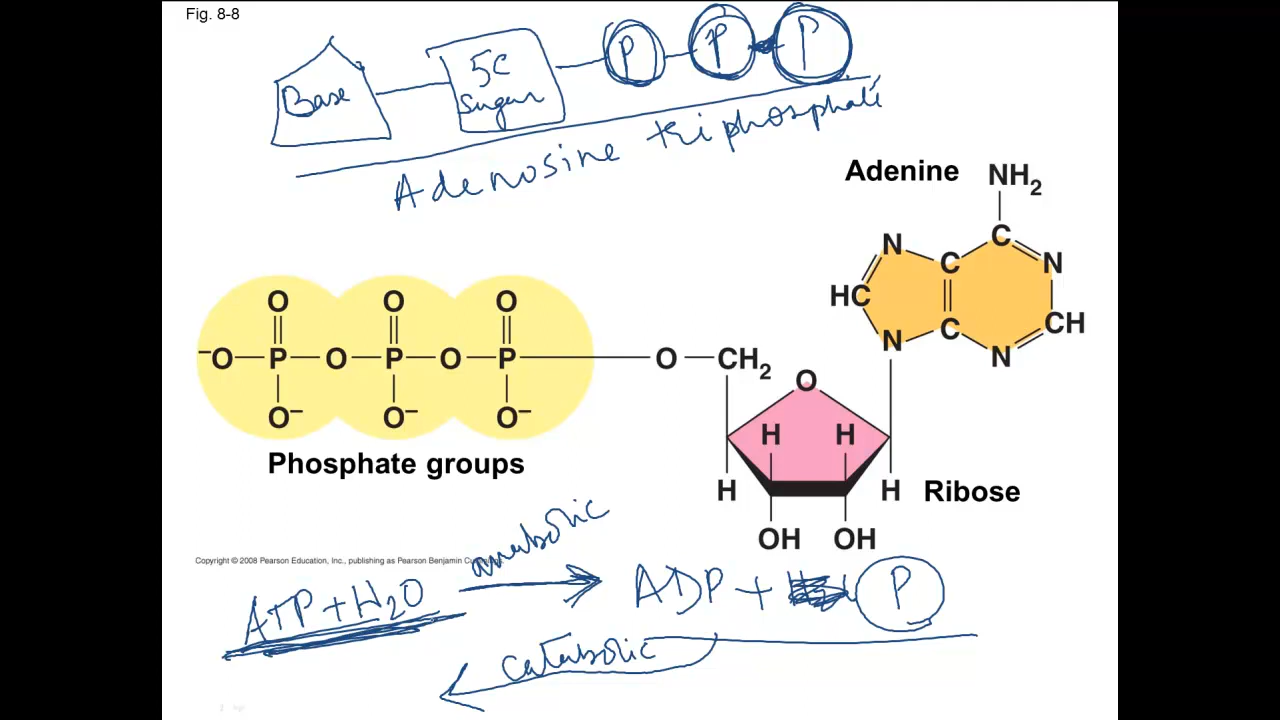 Fig. 8-8
Base
5C
Sugar
P
P
P
Adenosine triphosphate
Adenine
NH2
N
C
N
C
HC
CH
C
N
N
O
O
O
–O
P
O
P
O
P
O
CH2
O
O–
O–
O–
H
H
Phosphate groups
H
H
Ribose
OH
OH
Copyright © 2008 Pearson Education, Inc., publishing as Pearson Benjamin
anabolic
ATP + H2O
ADP +
P
catabolic